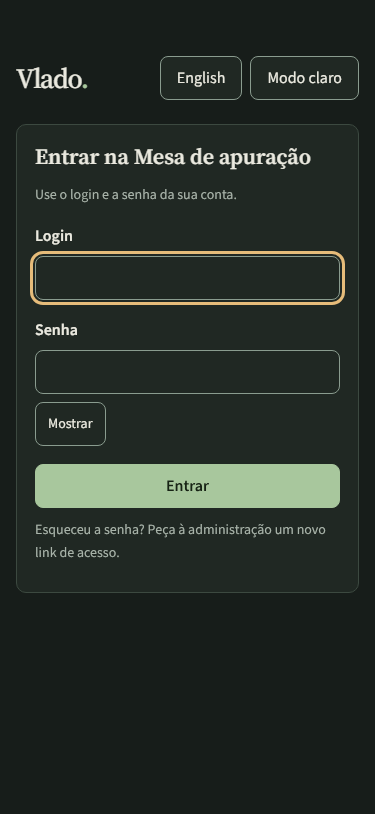 Vlado.
English
Modo claro
Entrar na Mesa de apuração
Use o login e a senha da sua conta.
Login
Senha
Mostrar
Entrar
Esqueceu a senha? Peça à administração um novo
link de acesso.